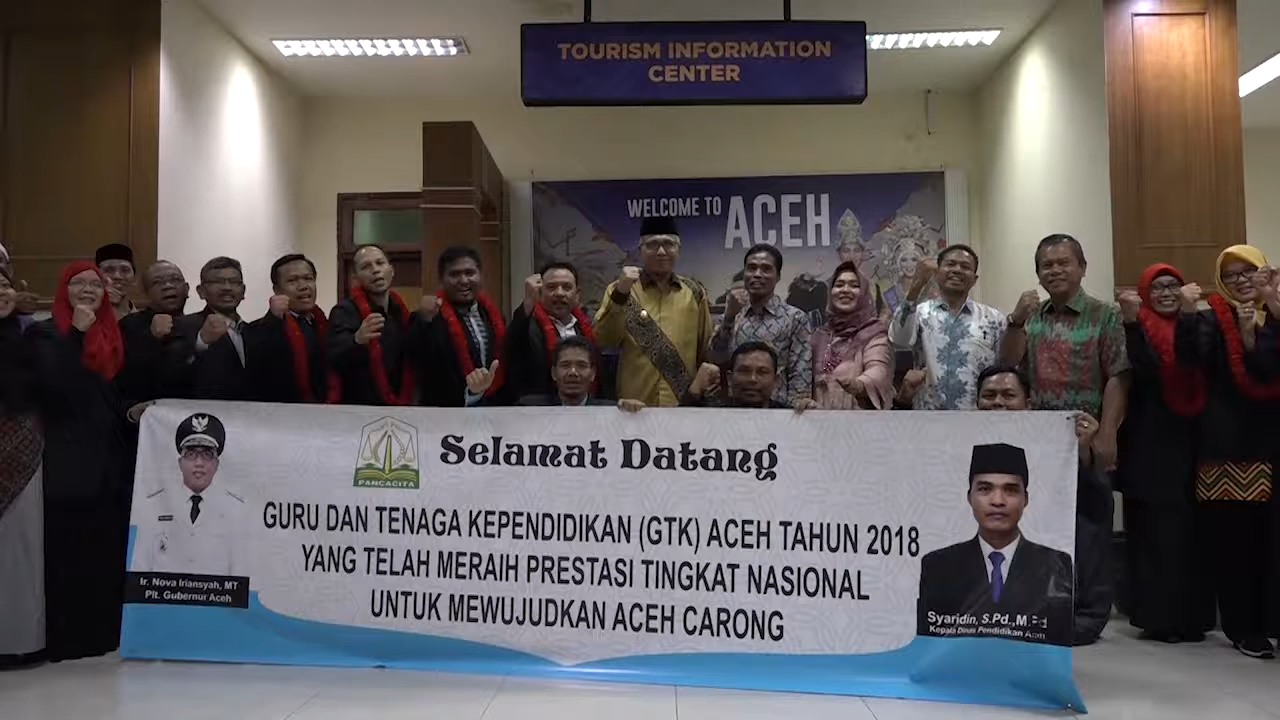 TOURISM INFORMATION
CENTER
WELCOME TO ACEH
PANCACITA
Selamat Datang
GURU DAN TENAGA KEPENDIDIKAN (GTK) ACEH TAHUN 2018
YANG TELAH MERAIH PRESTASI TINGKAT NASIONAL
UNTUK MEWUJUDKAN ACEH CARONG
Ir. Nova Iriansyah, MT
Plt. Gubernur Aceh
Syaridin, S.Pd.,M.Pd
Kepala Dinas Pendidikan Aceh